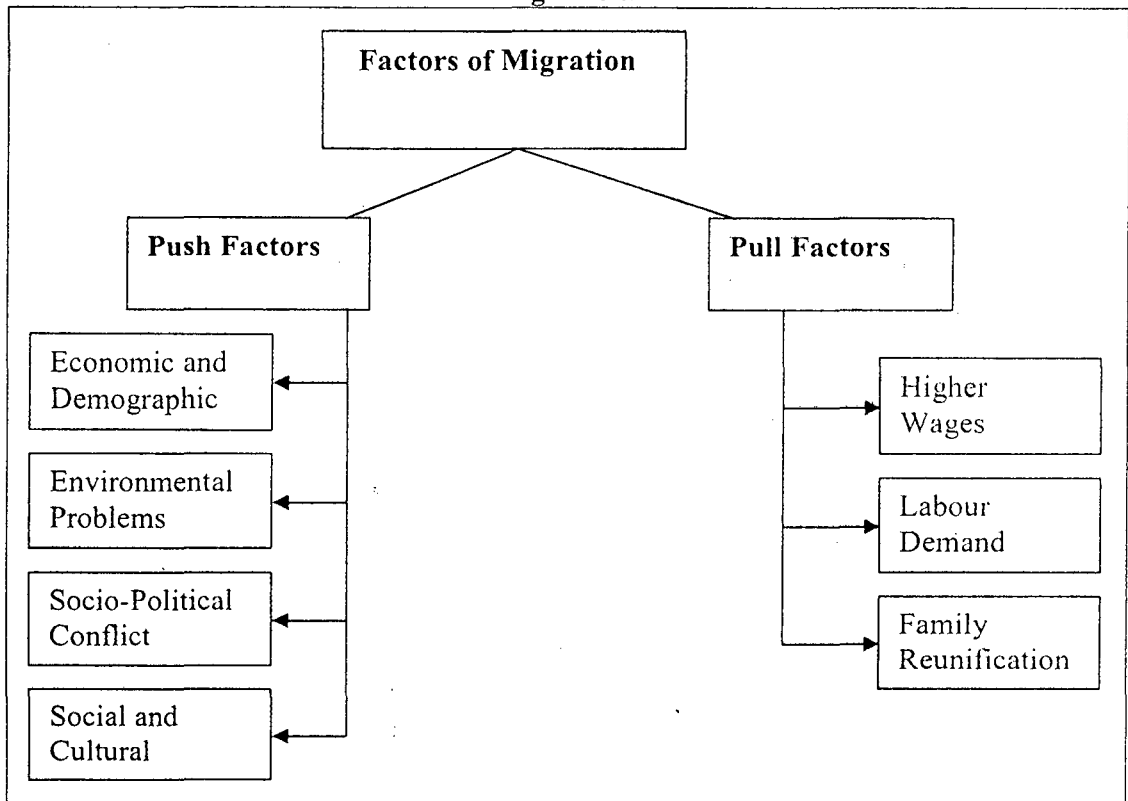 Factors of Migration
Push Factors
Pull Factors
Economic and
Demographic
Environmental
Problems
Socio-Political
Conflict
Social and
Cultural
Higher
Wages
Labour
Demand
Family
Reunification